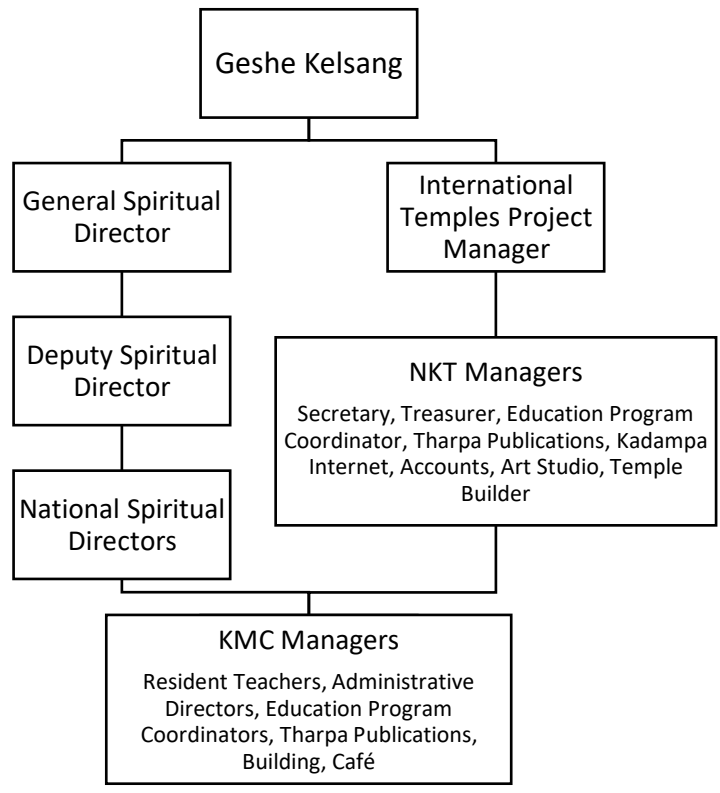 Geshe Kelsang
General Spiritual
Director
International
Temples Project
Manager
Deputy Spiritual
Director
NKT Managers
Secretary, Treasurer, Education Program
Coordinator, Tharpa Publications, Kadampa
Internet, Accounts, Art Studio, Temple
Builder
National Spiritual
Directors
KMC Managers
Resident Teachers, Administrative
Directors, Education Program
Coordinators, Tharpa Publications,
Building, Café